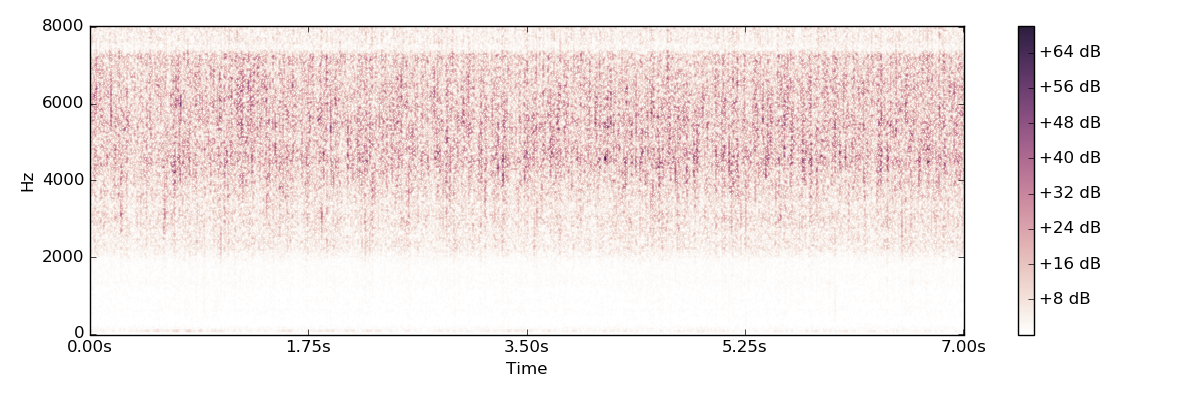 8000
6000
4000
2000
0
Hz
0.00s 1.75s 3.50s 5.25s 7.00s
Time
+64 dB
+56 dB
+48 dB
+40 dB
+32 dB
+24 dB
+16 dB
+8 dB